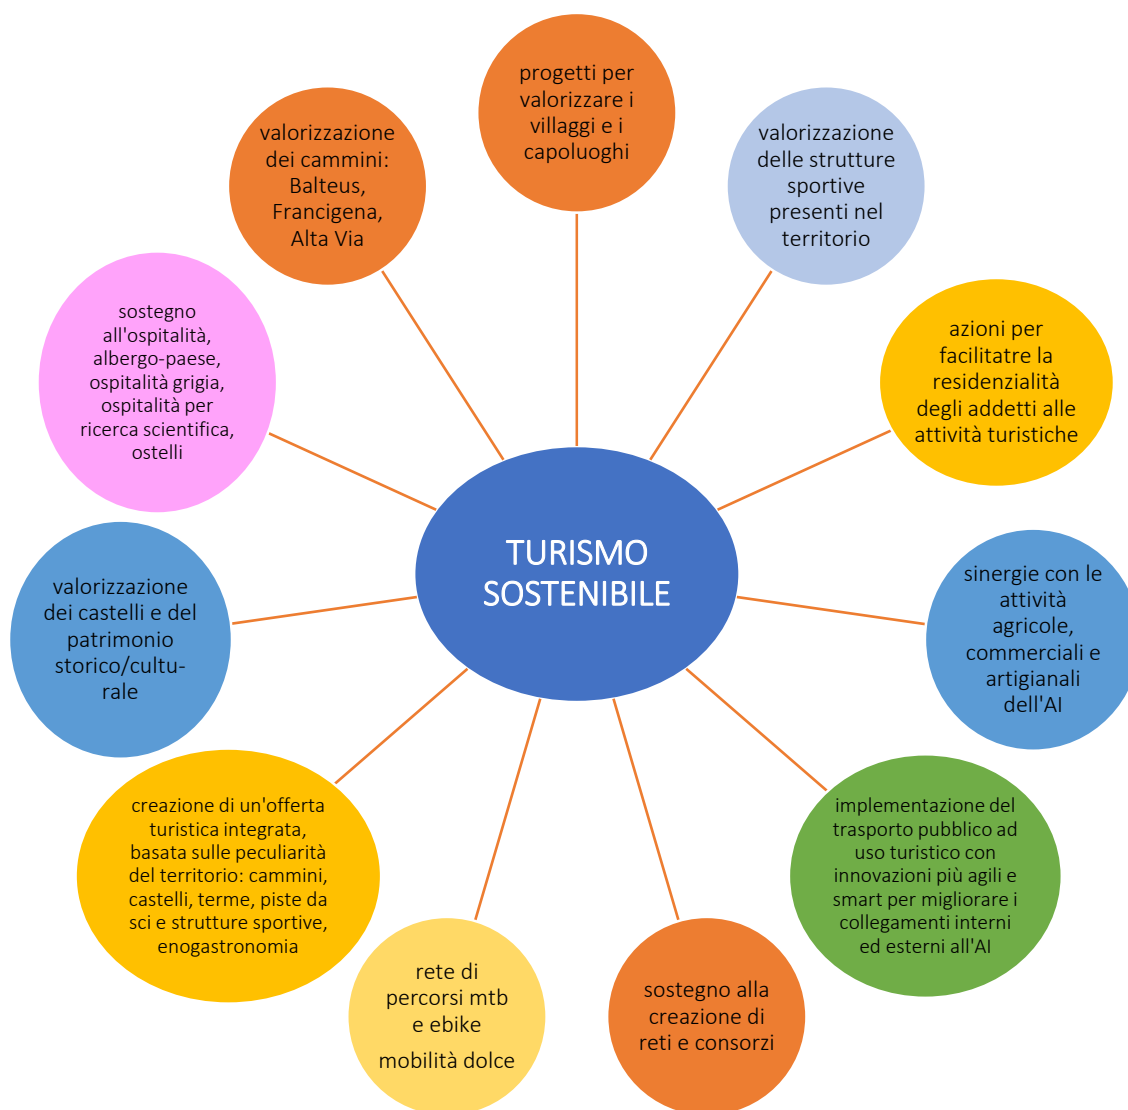 progetti per
valorizzare i
villaggi e i
capoluoghi
valorizzazione
delle strutture
sportive
presenti nel
territorio
azioni per
facilitatre la
residenzialità
degli addetti alle
attività turistiche
sinergie con le
attività
agricole,
commerciali e
artigianali
dell'AI
implementazione del
trasporto pubblico ad
uso turistico con
innovazioni più agili e
smart per migliorare i
collegamenti interni
ed esterni all'AI
sostegno alla
creazione di
reti e consorzi
rete di
percorsi mtb
e ebike
mobilità dolce
creazione di un'offerta
turistica integrata,
basata sulle peculiarità
del territorio: cammini,
castelli, terme, piste da
sci e strutture sportive,
enogastronomia
valorizzazione
dei castelli e del
patrimonio
storico/cultu-
rale
sostegno
all'ospitalità,
albergo-paese,
ospitalità grigia,
ospitalità per
ricerca scientifica,
ostelli
valorizzazione
dei cammini:
Balteus,
Francigena,
Alta Via
TURISMO
SOSTENIBILE